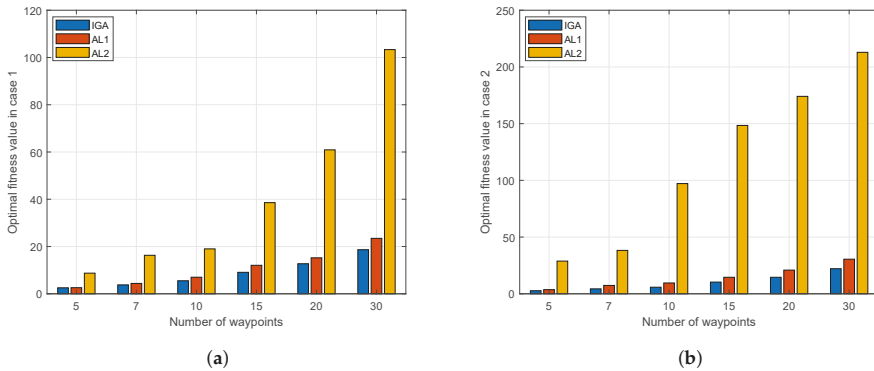 Optimal fitness value in case 1
120
100
80
60
40
20
0
IGA
AL1
AL2
5 7 10 15 20 30
Number of waypoints
(a)
Optimal fitness value in case 2
250
200
150
100
50
0
IGA
AL1
AL2
5 7 10 15 20 30
Number of waypoints
(b)